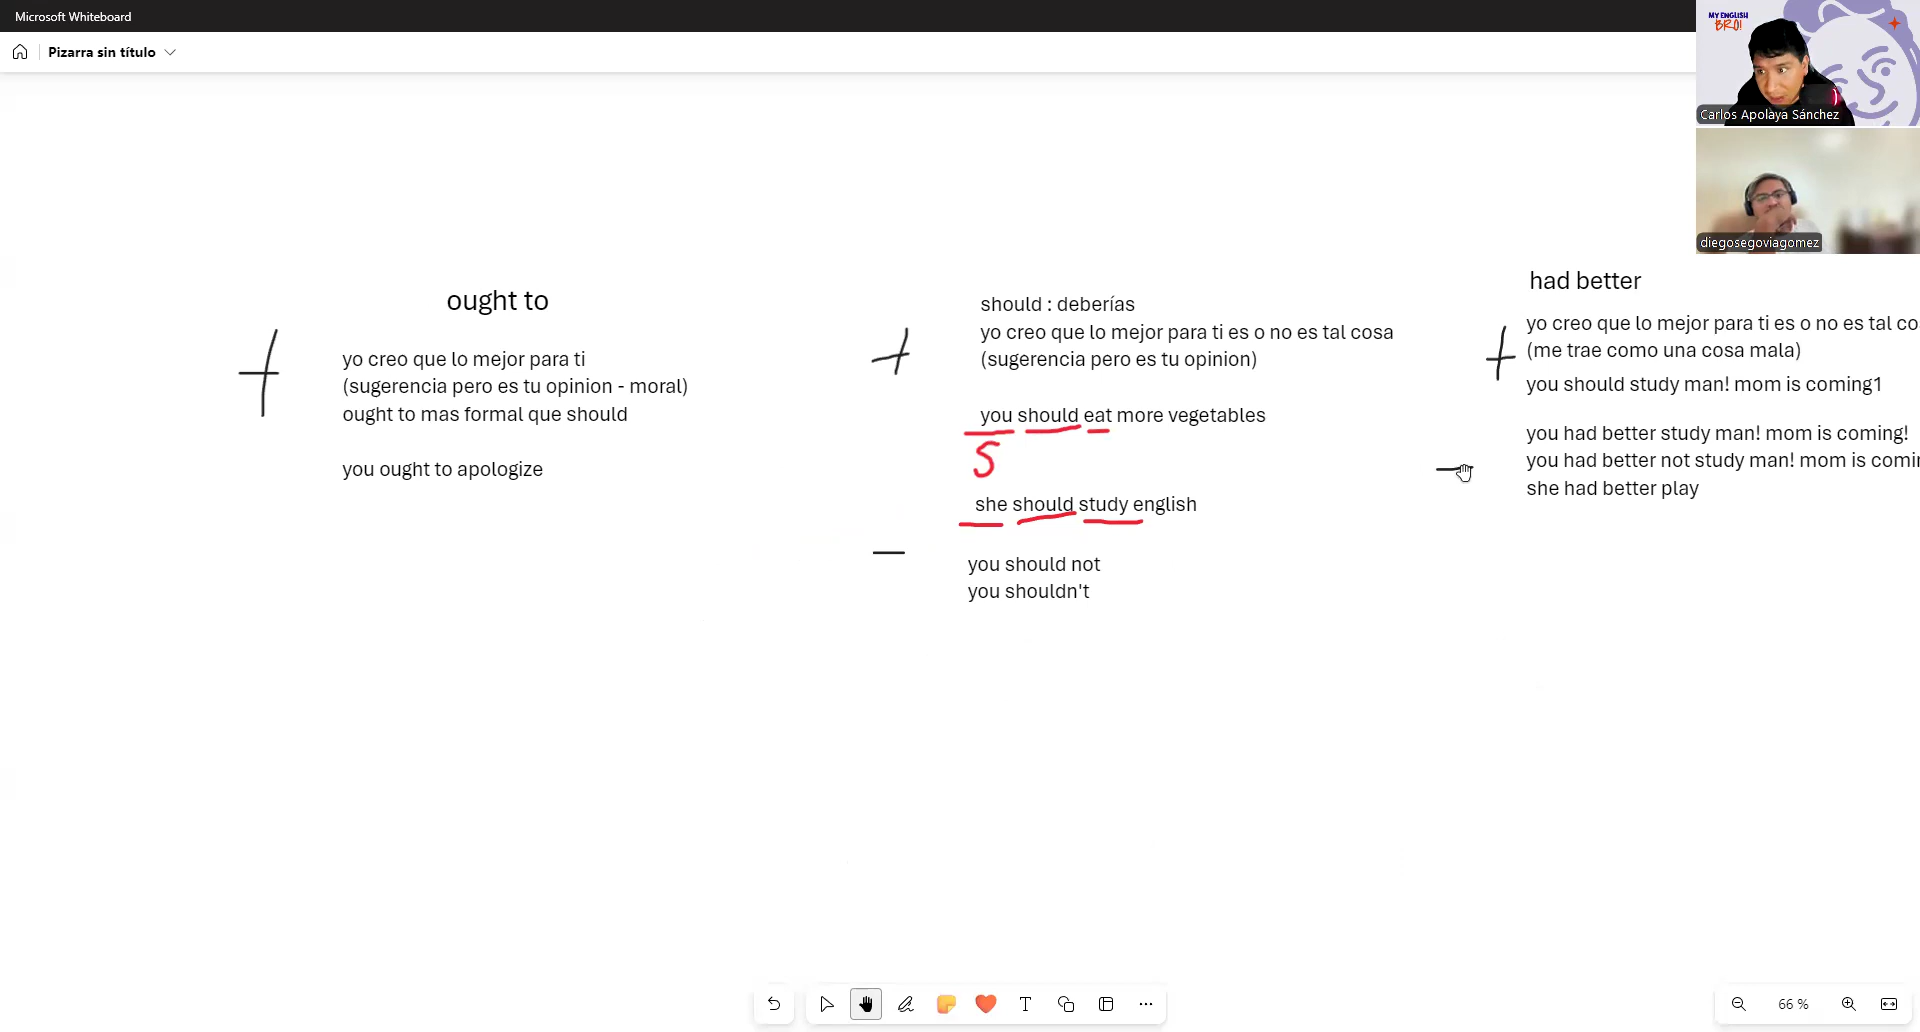 Microsoft Whiteboard
Pizarra sin título
MY ENGLISH
BRO!
Carlos Apolaya Sánchez
diegosegoviagomez
ought to
yo creo que lo mejor para ti
(sugerencia pero es tu opinion - moral)
ought to mas formal que should
you ought to apologize
should : deberías
yo creo que lo mejor para ti es o no es tal cosa
(sugerencia pero es tu opinion)
you should eat more vegetables
S
she should study english
you should not
you shouldn't
had better
yo creo que lo mejor para ti es o no es tal co
(me trae como una cosa mala)
you should study man! mom is coming1
you had better study man! mom is coming!
you had better not study man! mom is comi
she had better play
66 %